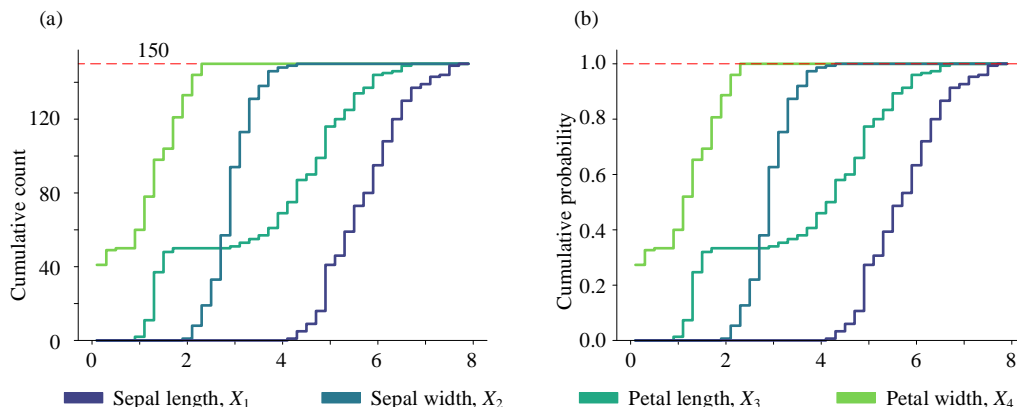 (a)
150
Cumulative count
120
80
40
0
0 2 4 6 8
(b)
Cumulative probability
1.0
0.8
0.6
0.4
0.2
0.0
0 2 4 6 8
Sepal length, X1 Sepal width, X2 Petal length, X3 Petal width, X4